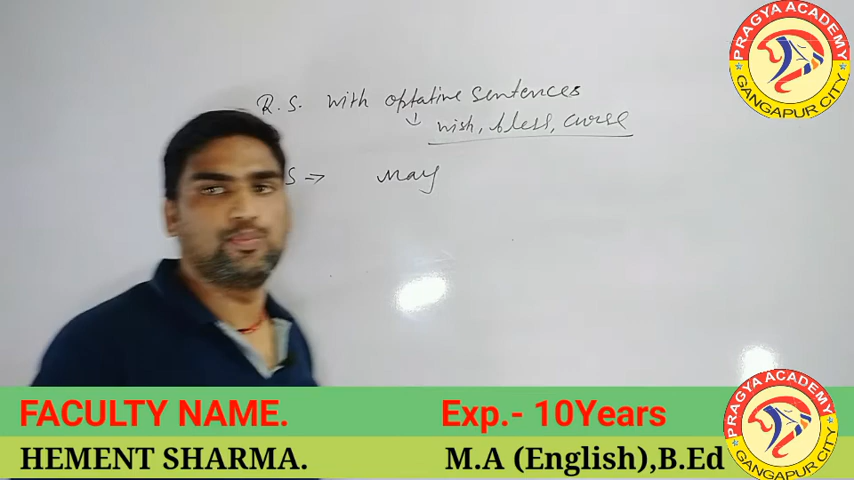 R. S. with optative sentences
wish, bless, curse
S ⇒ May
PRAGYA ACADEMY
GANGAPUR CITY.
FACULTY NAME. Exp.- 10Years
HEMENT SHARMA. M.A (English),B.Ed
PRAGYA ACADEMY
GANGAPUR CITY.